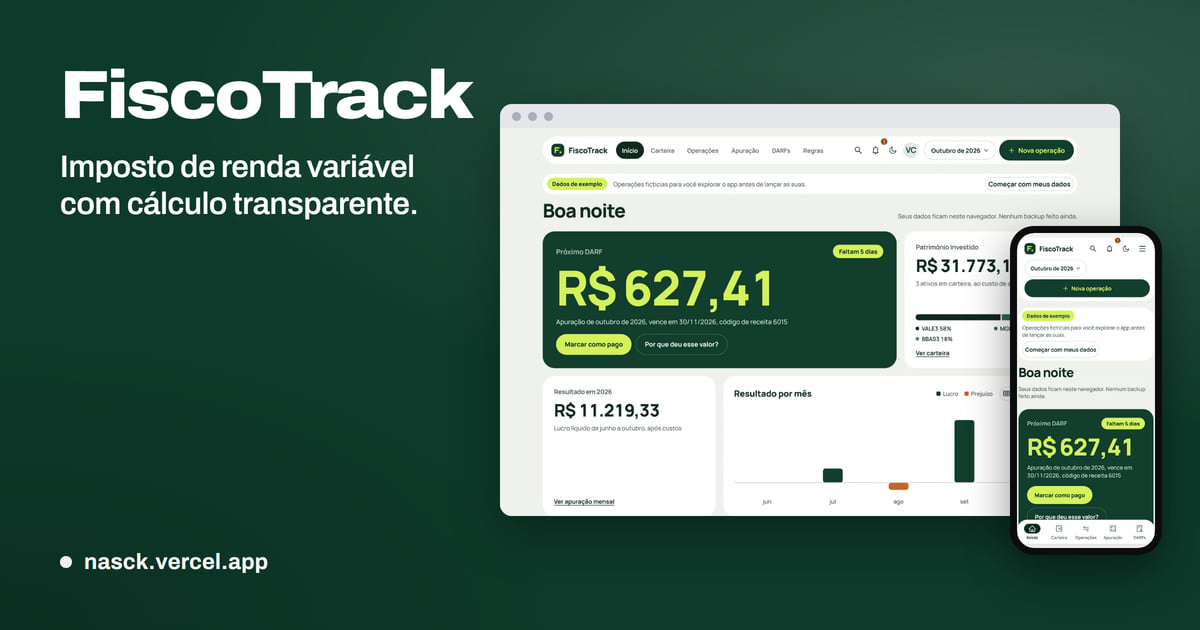 FiscoTrack
Imposto de renda variável
com cálculo transparente.
nasck.vercel.app
F. FiscoTrack Início Carteira Operações Apuração DARFs Regras VC Outubro de 2026 + Nova operação
Dados de exemplo Operações fictícias para você explorar o app antes de lançar as suas. Começar com meus dados
Boa noite
Seus dados ficam neste navegador. Nenhum backup feito ainda.
Próximo DARF Faltam 5 dias
R$ 627,41
Apuração de outubro de 2026, vence em 30/11/2026, código de receita 6015
Marcar como pago Por que deu esse valor?
Patrimônio investido
R$ 31.773,1
3 ativos em carteira, ao custo de
VALE3 58%
BBAS3 18%
Ver carteira
Resultado em 2026
R$ 11.219,33
Lucro líquido de junho a outubro, após custos
Ver apuração mensal
Resultado por mês Lucro Prejuízo
jun jul ago set
F. FiscoTrack
Outubro de 2026
+ Nova operação
Dados de exemplo
Operações fictícias para você explorar o app antes
de lançar as suas.
Começar com meus dados
Boa noite
Seus dados ficam neste navegador. Nenhum backup
feito ainda.
Próximo DARF Faltam 5 dias
R$ 627,41
Apuração de outubro de 2026, vence em
30/11/2026, código de receita 6015
Marcar como pago
Por que deu esse valor?
Início Carteira Operações Apuração DARFs